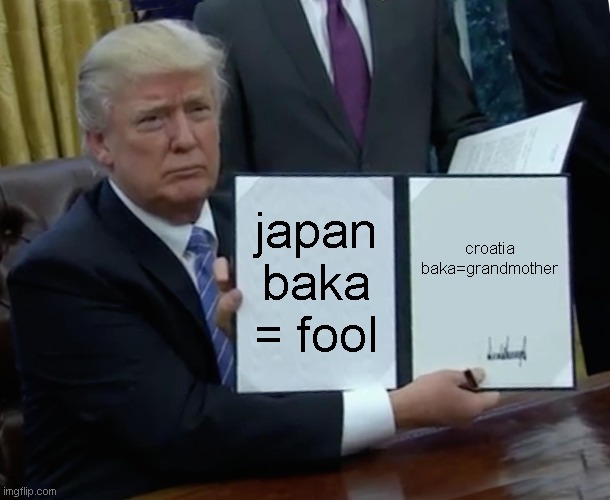 japan
baka
= fool
croatia
baka=grandmother
imgflip.com